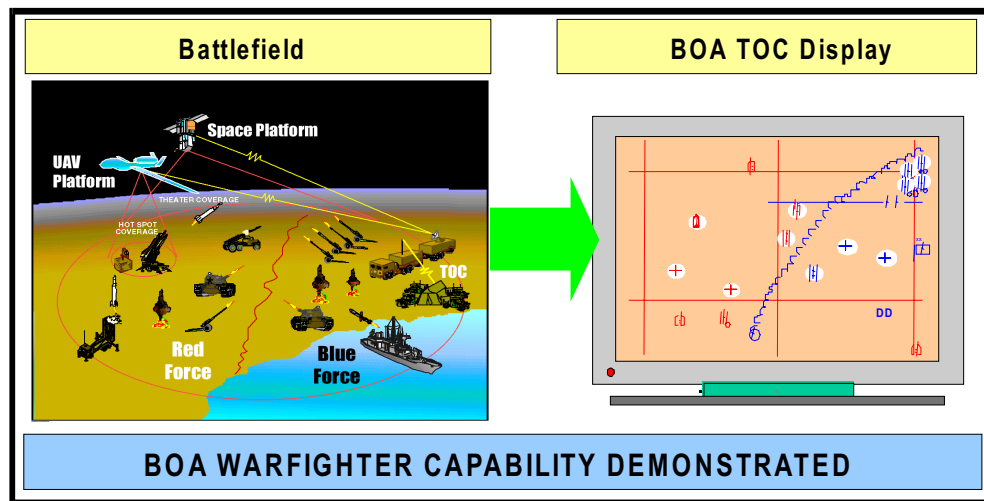 Battlefield
BOA TOC Display
Space Platform
UAV
Platform
THEATER COVERAGE
HOT SPOT
COVERAGE
TOC
Red
Force
Blue
Force
DD
BOA WARFIGHTER CAPABILITY DEMONSTRATED